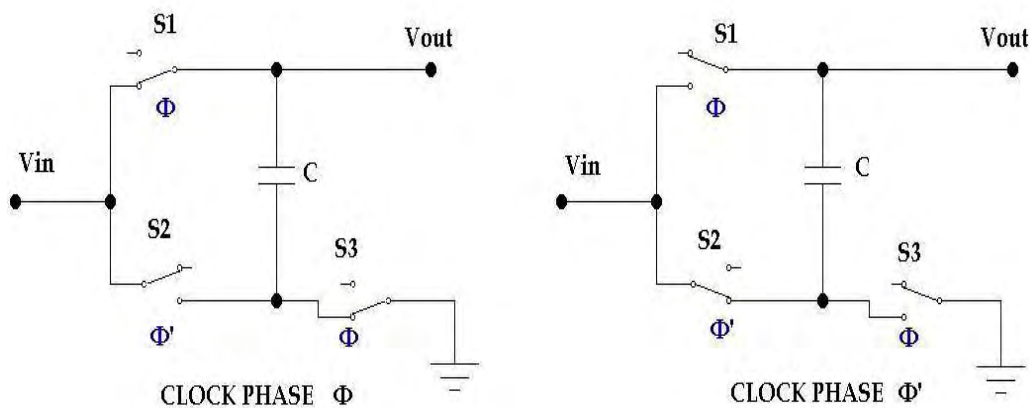 S1
Vout
Φ
Vin
C
S2
S3
Φ'
Φ
CLOCK PHASE Φ
S1
Vout
Φ
Vin
C
S2
S3
Φ'
Φ
CLOCK PHASE Φ'